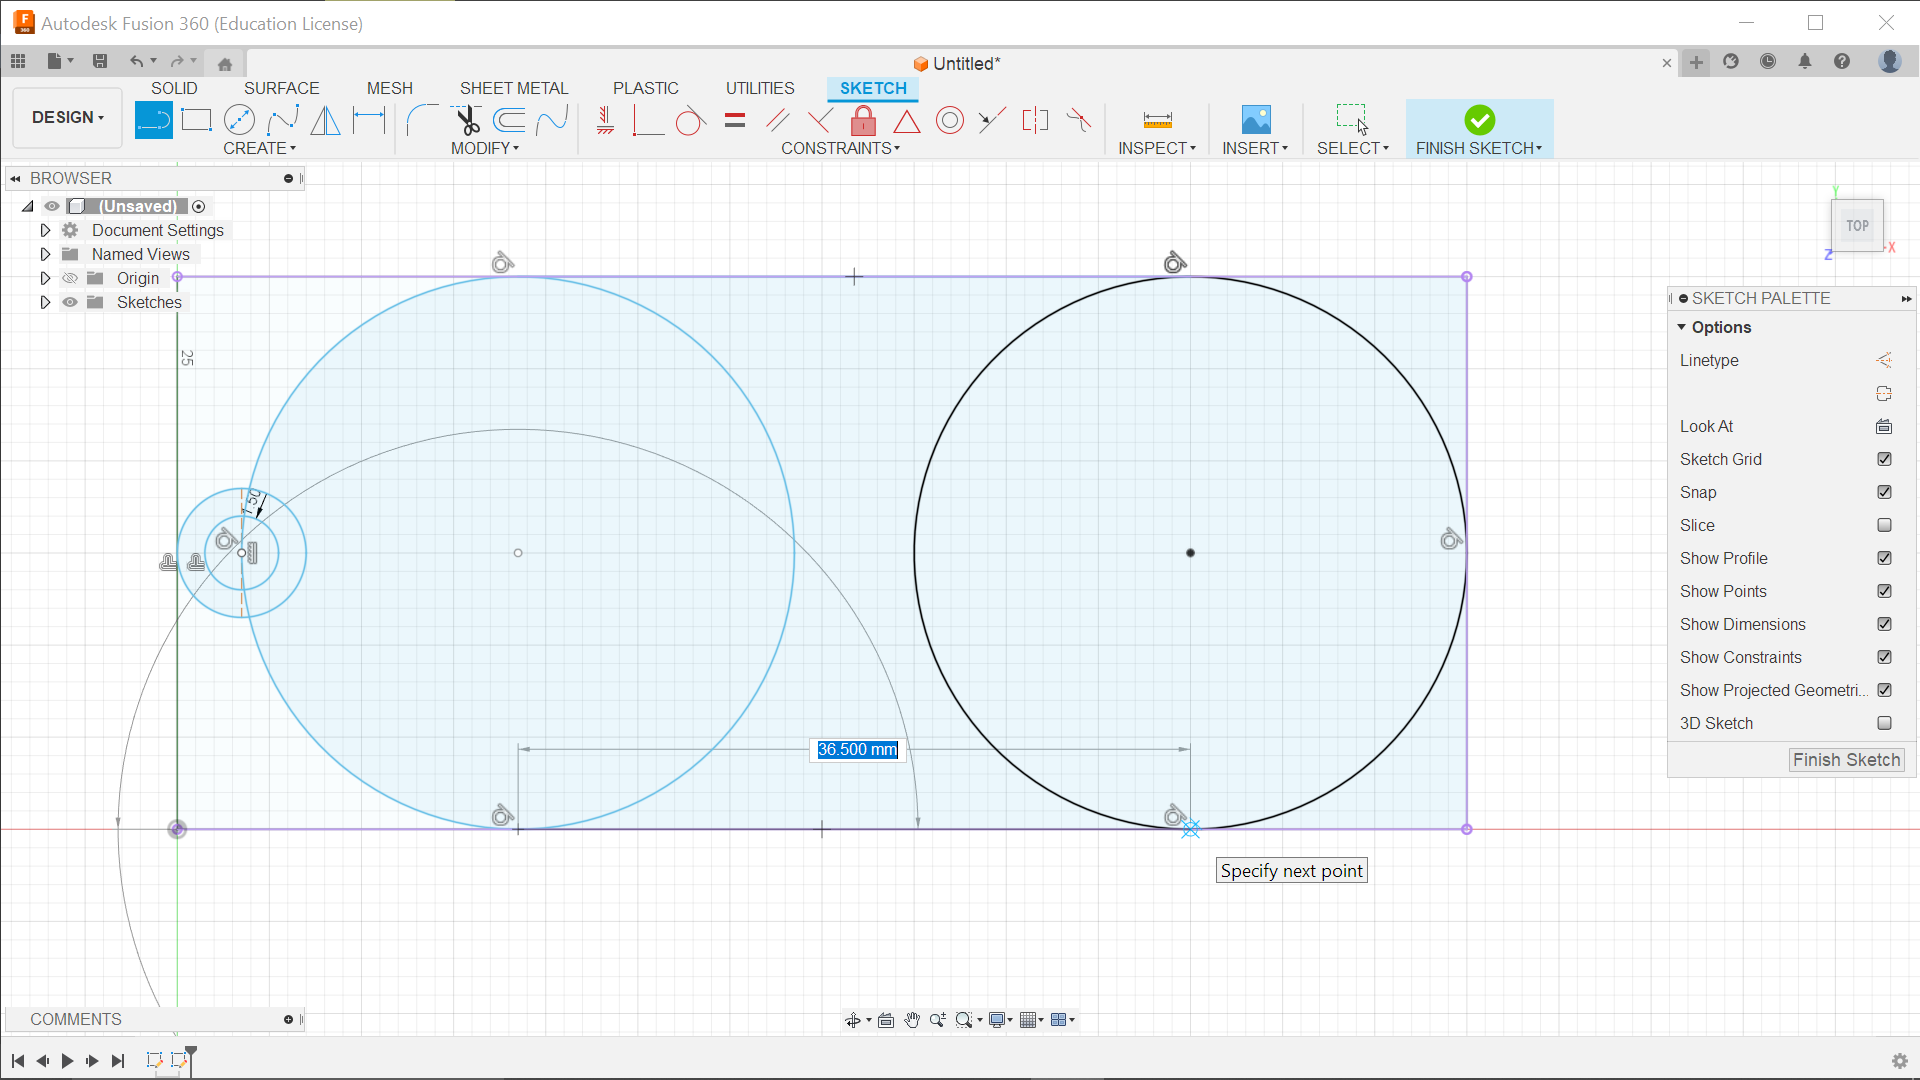 Autodesk Fusion 360 (Education License)
Untitled*
SOLID SURFACE MESH SHEET METAL PLASTIC UTILITIES SKETCH
DESIGN
CREATE MODIFY CONSTRAINTS INSPECT INSERT SELECT FINISH SKETCH
BROWSER
(Unsaved)
Document Settings
Named Views
Origin
Sketches
TOP
Y
X
Z
25
SKETCH PALETTE
Options
Linetype
Look At
Sketch Grid
Snap
Slice
Show Profile
Show Points
Show Dimensions
Show Constraints
Show Projected Geometri...
3D Sketch
Finish Sketch
36.500 mm
Specify next point
COMMENTS